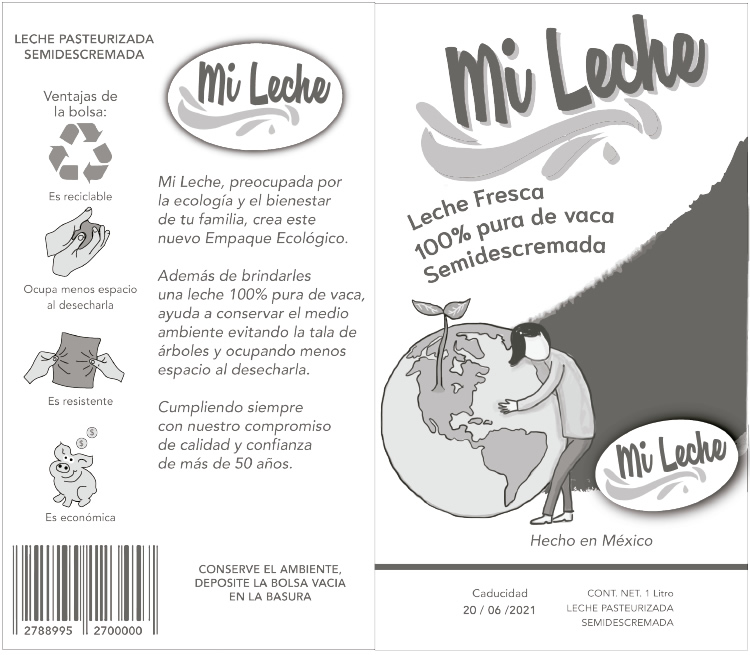 LECHE PASTEURIZADA
SEMIDESCREMADA
Ventajas de
la bolsa:
Es reciclable
Ocupa menos espacio
al desecharla
Es resistente
$ $
Es económica
2788995 2700000
Mi Leche
Mi Leche, preocupada por
la ecología y el bienestar
de tu familia, crea este
nuevo Empaque Ecológico.
Además de brindarles
una leche 100% pura de vaca,
ayuda a conservar el medio
ambiente evitando la tala de
árboles y ocupando menos
espacio al desecharla.
Cumpliendo siempre
con nuestro compromiso
de calidad y confianza
de más de 50 años.
CONSERVE EL AMBIENTE,
DEPOSITE LA BOLSA VACIA
EN LA BASURA
Mi Leche
Leche Fresca
100% pura de vaca
Semidescremada
Mi Leche
Hecho en México
Caducidad
20 / 06 /2021
CONT. NET. 1 Litro
LECHE PASTEURIZADA
SEMIDESCREMADA